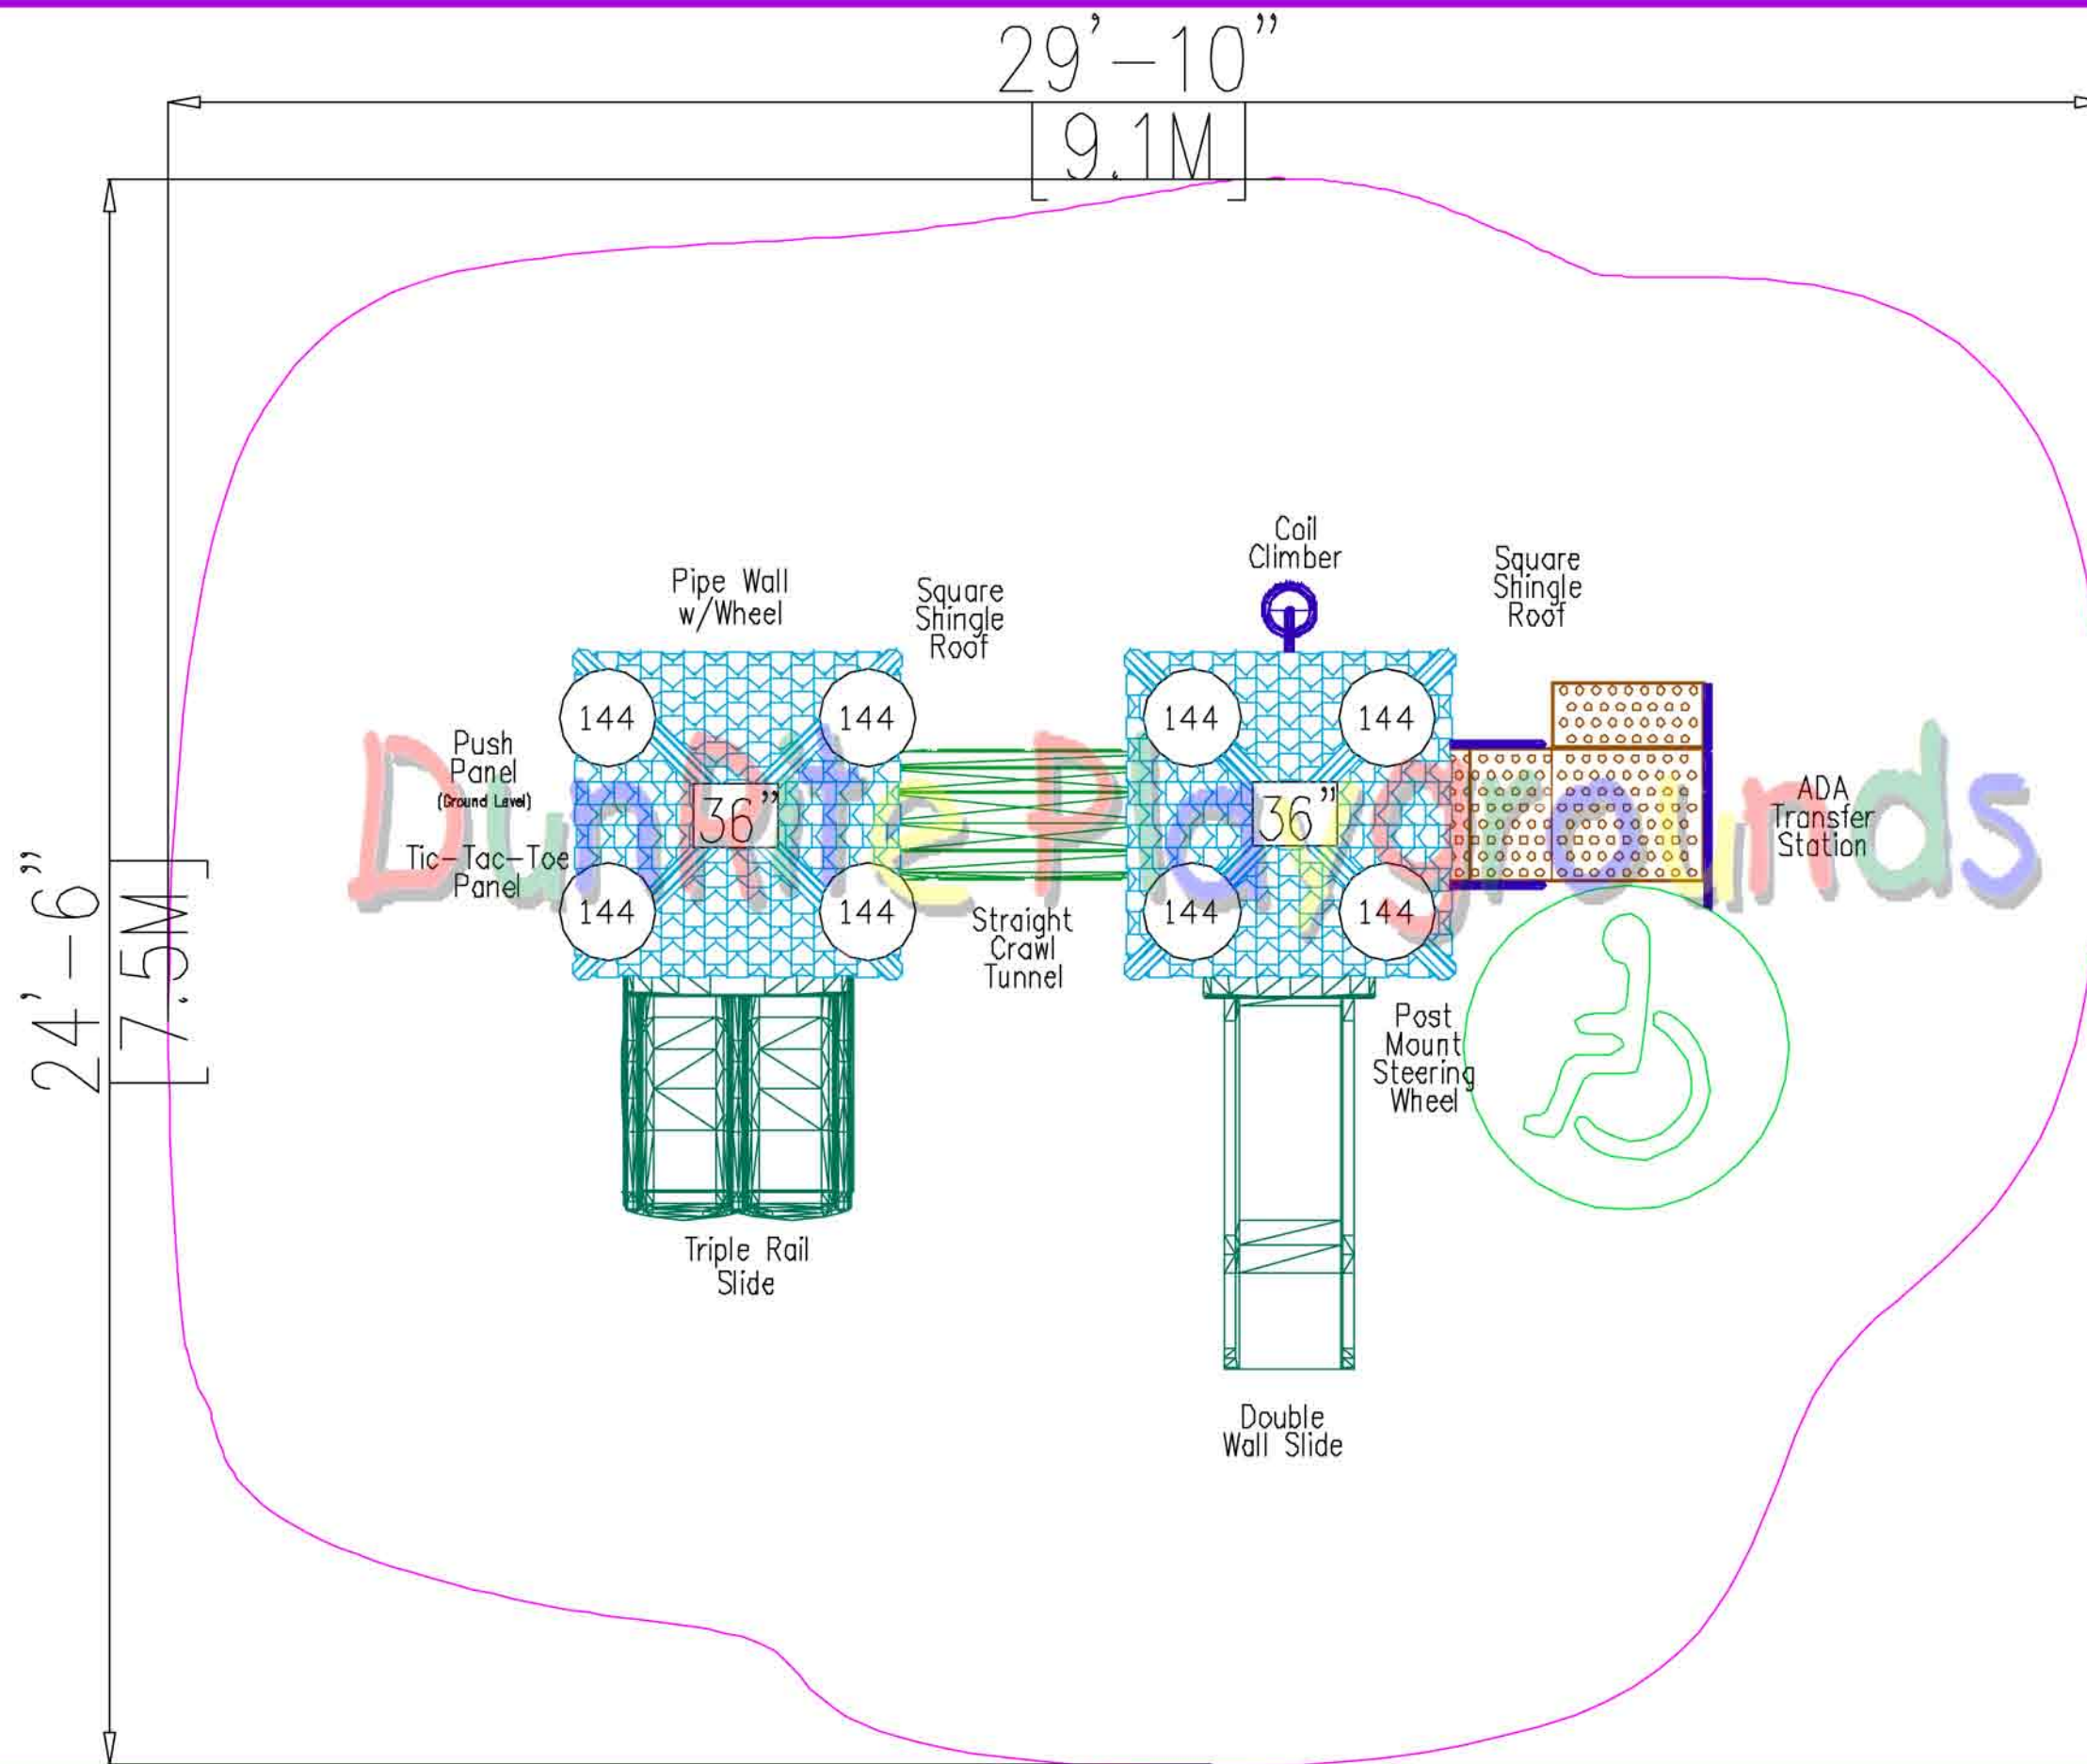 29'-10"
[9.1M]
24'-6"
[7.5M]
Coil
Climber
Square
Shingle
Roof
Pipe Wall
w/Wheel
Square
Shingle
Roof
144
144
144
144
Push
Panel
(Ground Level)
DunRite Playgrounds
36"
36"
ADA
Transfer
Station
Tic-Tac-Toe
Panel
144
144
144
144
Straight
Crawl
Tunnel
Post
Mount
Steering
Wheel
Triple Rail
Slide
Double
Wall Slide